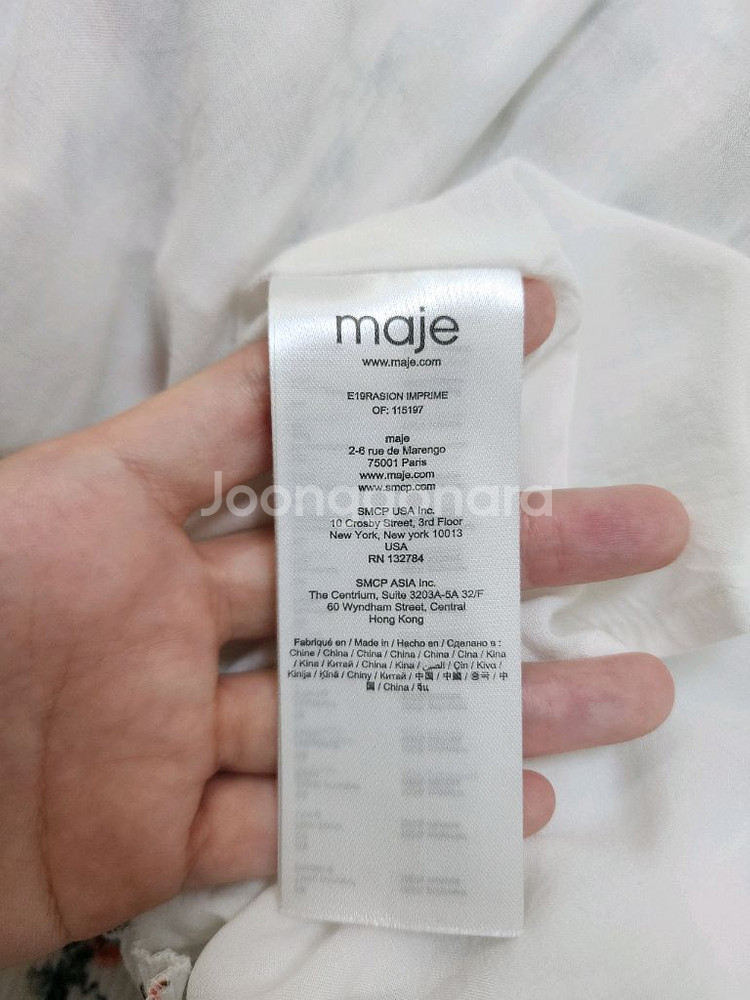 maje
www.maje.com
E19RASION IMPRIME
OF: 115197
maje
2-6 rue de Marengo
75001 Paris
www.maje.com
www.smcp.com
Joongonara
SMCP USA Inc.
10 Crosby Street, 3rd Floor
New York, New york 10013
USA
RN 132784
SMCP ASIA Inc.
The Centrium, Suite 3203A-5A 32/F
60 Wyndham Street, Central
Hong Kong
Fabriqué en / Made in / Hecho en / Сделано в :
Chine / China / China / China / China / Cina / Kina
/ Kina / Китай / China / Kina / الصين / Çin / Kiva /
Kinija / Ķīnā / Chiny / Китай / 中国 / 中國 / 중국 / 中
国 / China / จีน